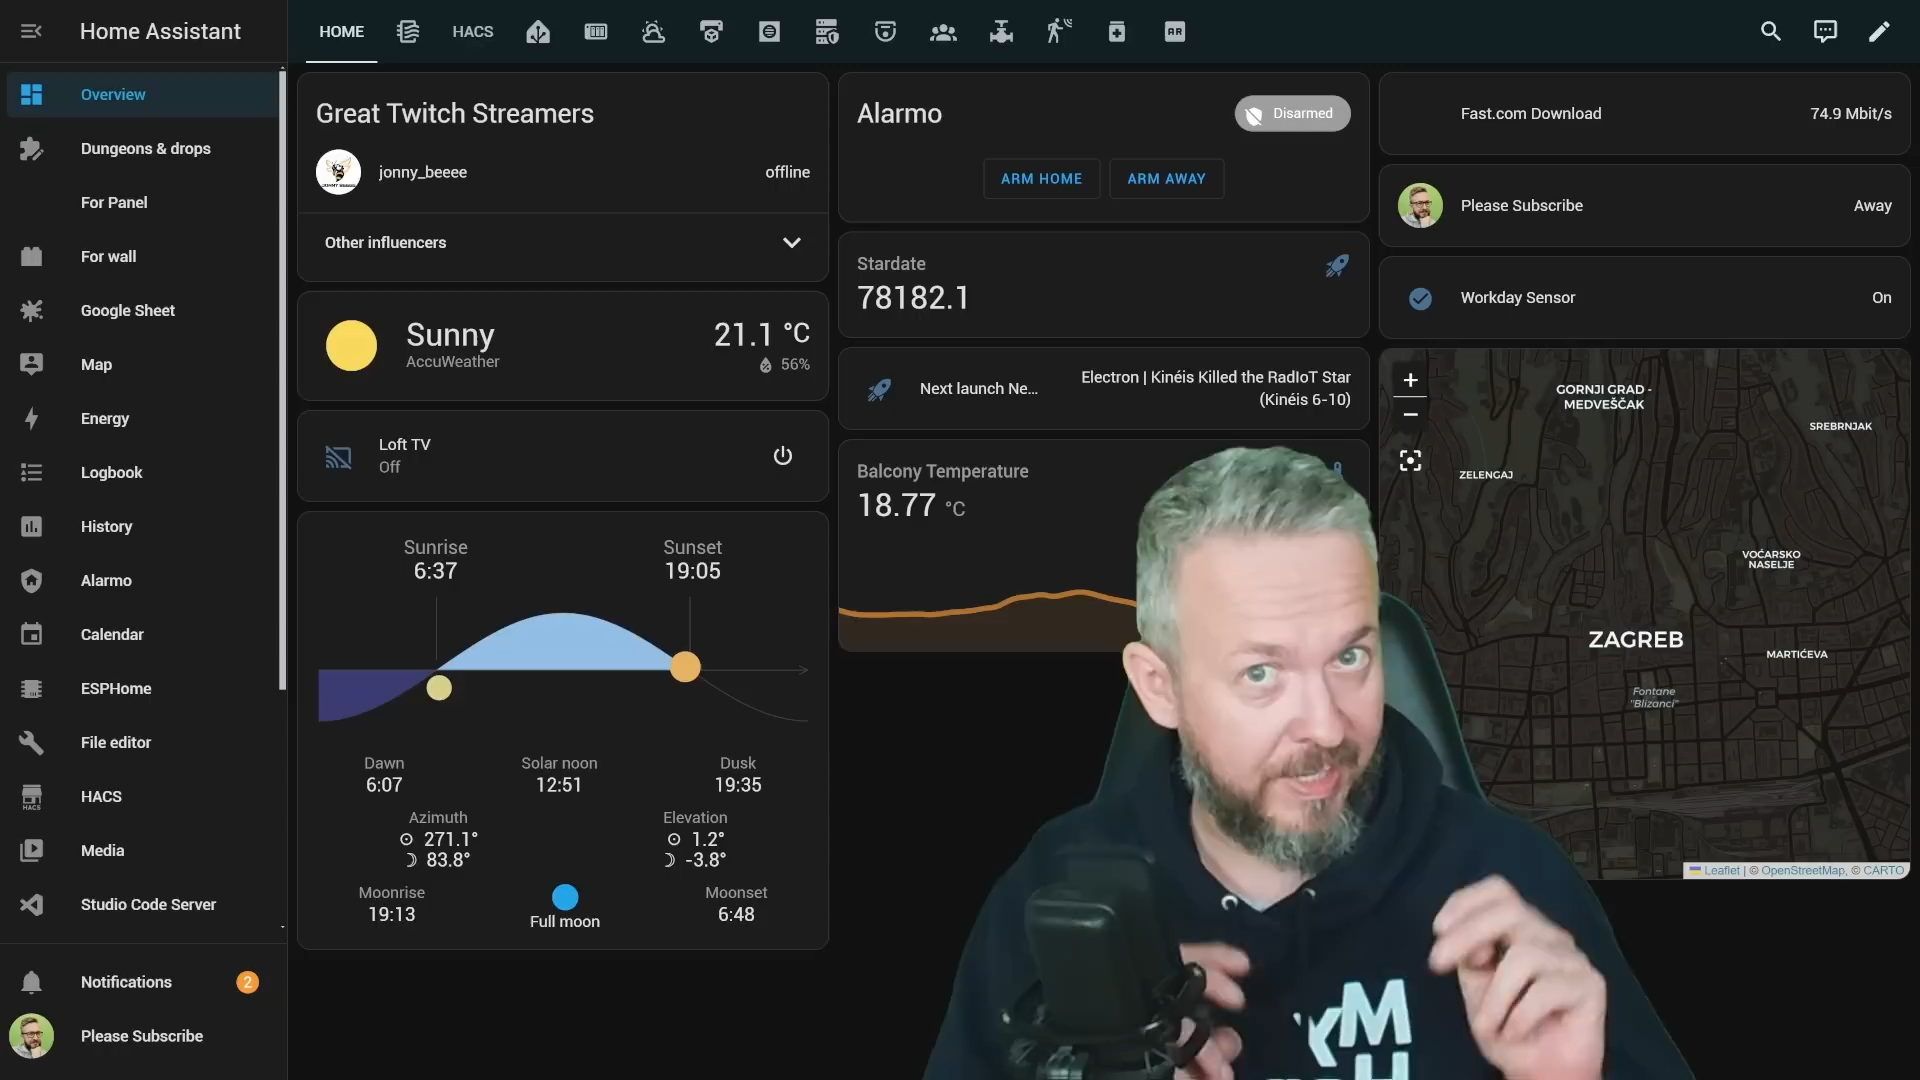 Home Assistant
HOME
HACS
AR
Overview
Dungeons & drops
For Panel
For wall
Google Sheet
Map
Energy
Logbook
History
Alarmo
Calendar
ESPHome
File editor
HACS
HACS
Media
Studio Code Server
Notifications
2
Please Subscribe
Great Twitch Streamers
jonny_beeee
offline
Other influencers
Sunny
AccuWeather
21.1 °C
56%
Loft TV
Off
Sunrise
6:37
Sunset
19:05
Dawn
6:07
Solar noon
12:51
Dusk
19:35
Azimuth
271.1°
83.8°
Elevation
1.2°
-3.8°
Moonrise
19:13
Full moon
Moonset
6:48
Alarmo
Disarmed
ARM HOME
ARM AWAY
Stardate
78182.1
Next launch Ne...
Electron | Kinéis Killed the RadIoT Star
(Kinéis 6-10)
Balcony Temperature
18.77 °C
Fast.com Download
74.9 Mbit/s
Please Subscribe
Away
Workday Sensor
On
+
−
GORNJI GRAD -
MEDVEŠČAK
SREBRNJAK
ZELENGAJ
VOĆARSKO
NASELJE
ZAGREB
MARTIĆEVA
Fontane
"Blizanci"
Leaflet | © OpenStreetMap, © CARTO